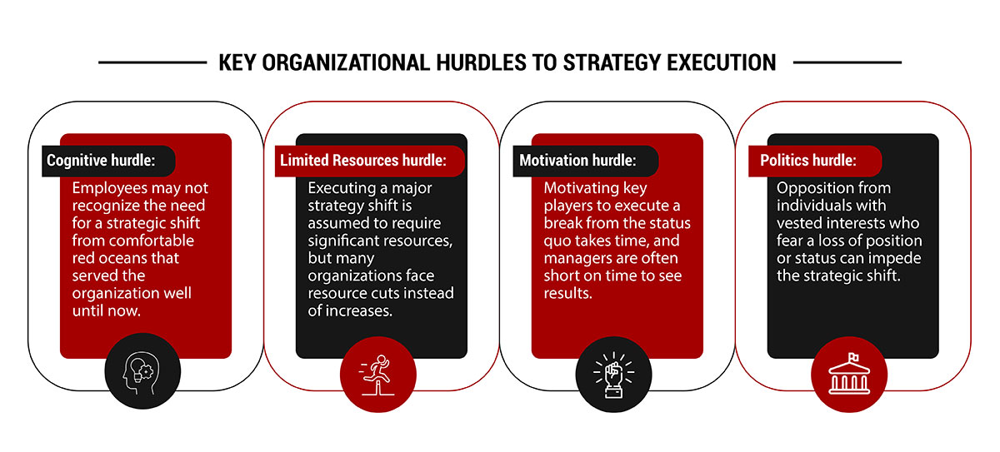 KEY ORGANIZATIONAL HURDLES TO STRATEGY EXECUTION
Cognitive hurdle:
Employees may not
recognize the need
for a strategic shift
from comfortable
red oceans that
served the
organization well
until now.
Limited Resources hurdle:
Executing a major
strategy shift is
assumed to require
significant resources,
but many
organizations face
resource cuts instead
of increases.
Motivation hurdle:
Motivating key
players to execute a
break from the status
quo takes time, and
managers are often
short on time to see
results.
Politics hurdle:
Opposition from
individuals with
vested interests who
fear a loss of position
or status can impede
the strategic shift.